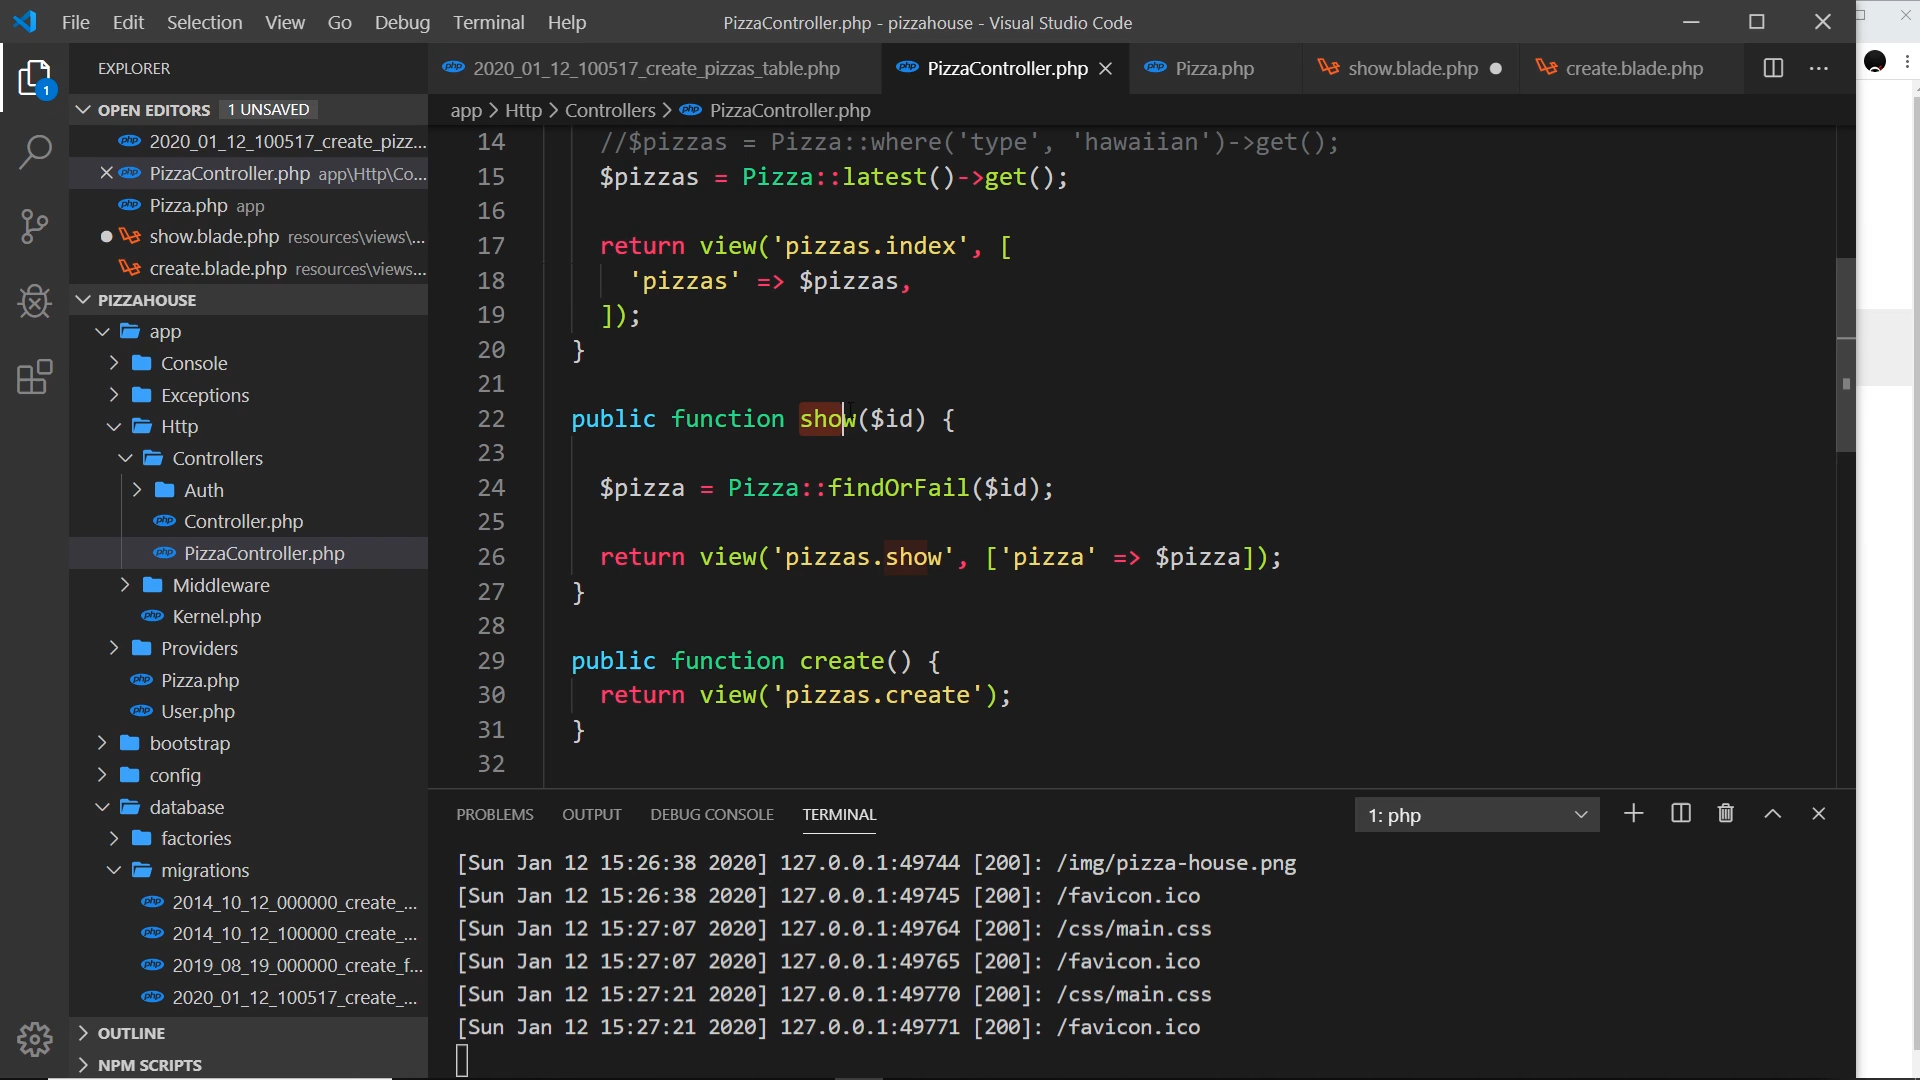 File Edit Selection View Go Debug Terminal Help
PizzaController.php - pizzahouse - Visual Studio Code
EXPLORER
OPEN EDITORS 1 UNSAVED
2020_01_12_100517_create_pizz...
PizzaController.php app\Http\Co...
Pizza.php app
show.blade.php resources\views\...
create.blade.php resources\views...
PIZZAHOUSE
app
Console
Exceptions
Http
Controllers
Auth
Controller.php
PizzaController.php
Middleware
Kernel.php
Providers
Pizza.php
User.php
bootstrap
config
database
factories
migrations
2014_10_12_000000_create_...
2014_10_12_100000_create_...
2019_08_19_000000_create_f...
2020_01_12_100517_create_...
OUTLINE
NPM SCRIPTS
1
php 2020_01_12_100517_create_pizzas_table.php
php PizzaController.php
php Pizza.php
show.blade.php
create.blade.php
app > Http > Controllers > php PizzaController.php
14 //$pizzas = Pizza::where('type', 'hawaiian')->get();
15 $pizzas = Pizza::latest()->get();
16
17 return view('pizzas.index', [
18 'pizzas' => $pizzas,
19 ]);
20 }
21
22 public function show($id) {
23
24 $pizza = Pizza::findOrFail($id);
25
26 return view('pizzas.show', ['pizza' => $pizza]);
27 }
28
29 public function create() {
30 return view('pizzas.create');
31 }
32
PROBLEMS OUTPUT DEBUG CONSOLE TERMINAL 1: php
[Sun Jan 12 15:26:38 2020] 127.0.0.1:49744 [200]: /img/pizza-house.png
[Sun Jan 12 15:26:38 2020] 127.0.0.1:49745 [200]: /favicon.ico
[Sun Jan 12 15:27:07 2020] 127.0.0.1:49764 [200]: /css/main.css
[Sun Jan 12 15:27:07 2020] 127.0.0.1:49765 [200]: /favicon.ico
[Sun Jan 12 15:27:21 2020] 127.0.0.1:49770 [200]: /css/main.css
[Sun Jan 12 15:27:21 2020] 127.0.0.1:49771 [200]: /favicon.ico